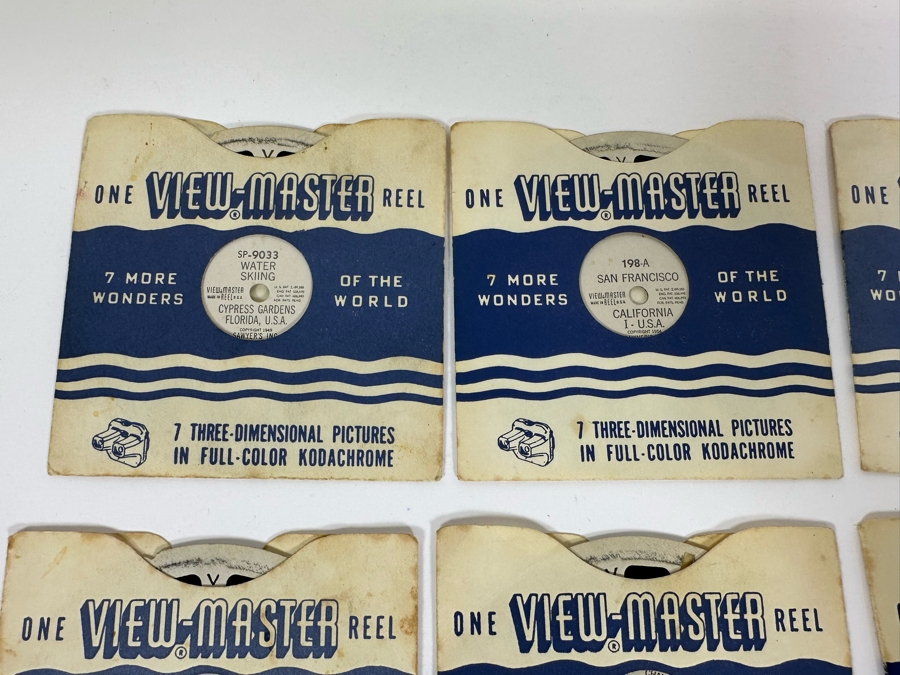 ONE VIEW-MASTER® REEL
7 MORE WONDERS
SP-9033
WATER
SKIING
VIEW-MASTER
CYPRESS GARDENS
FLORIDA, U.S.A.
SAWYER'S INC
OF THE WORLD
7 THREE-DIMENSIONAL PICTURES
IN FULL-COLOR KODACHROME
ONE VIEW-MASTER® REEL
7 MORE WONDERS
198-A
SAN FRANCISCO
VIEW-MASTER
CALIFORNIA
I - U.S.A.
OF THE WORLD
7 THREE-DIMENSIONAL PICTURES
IN FULL-COLOR KODACHROME
ONE
7
ONE VIEW-MASTER® REEL
ONE VIEW-MASTER® REEL
ONE